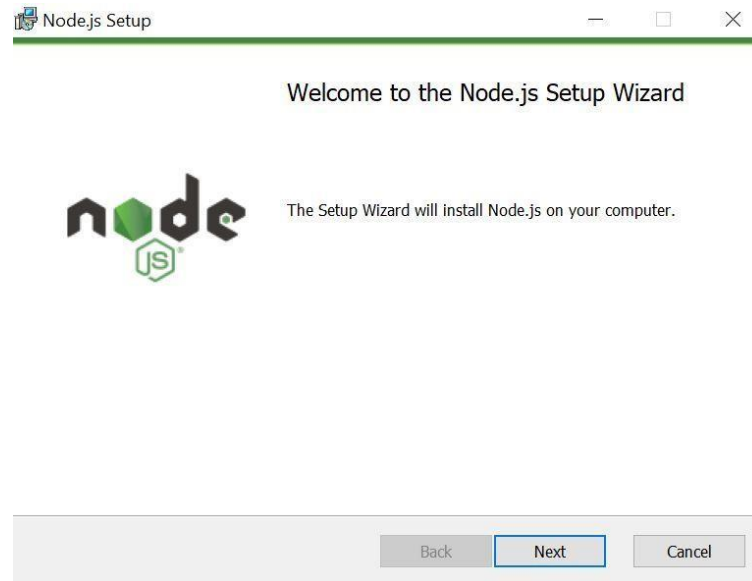 Node.js Setup
Welcome to the Node.js Setup Wizard
node
JS
The Setup Wizard will install Node.js on your computer.
Back
Next
Cancel